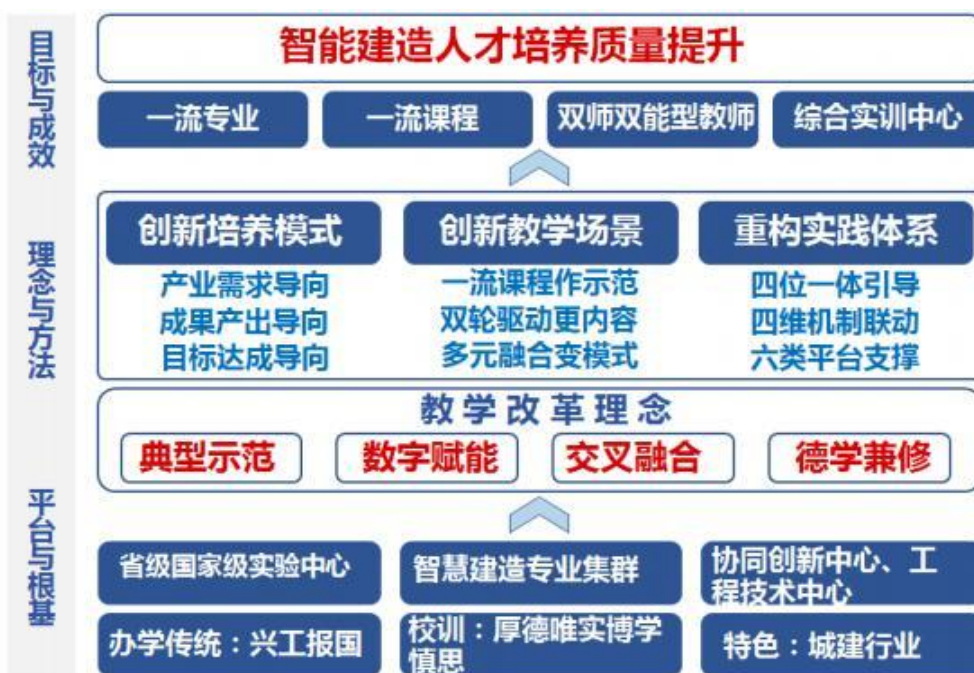 目标与成效
智能建造人才培养质量提升
一流专业
一流课程
双师双能型教师
综合实训中心
理念与方法
创新培养模式
产业需求导向
成果产出导向
目标达成导向
创新教学场景
一流课程作示范
双轮驱动更内容
多元融合变模式
重构实践体系
四位一体引导
四维机制联动
六类平台支撑
教学改革理念
典型示范
数字赋能
交叉融合
德学兼修
平台与根基
省级国家级实验中心
智慧建造专业集群
协同创新中心、工
程技术中心
办学传统：兴工报国
校训：厚德唯实博学
慎思
特色：城建行业